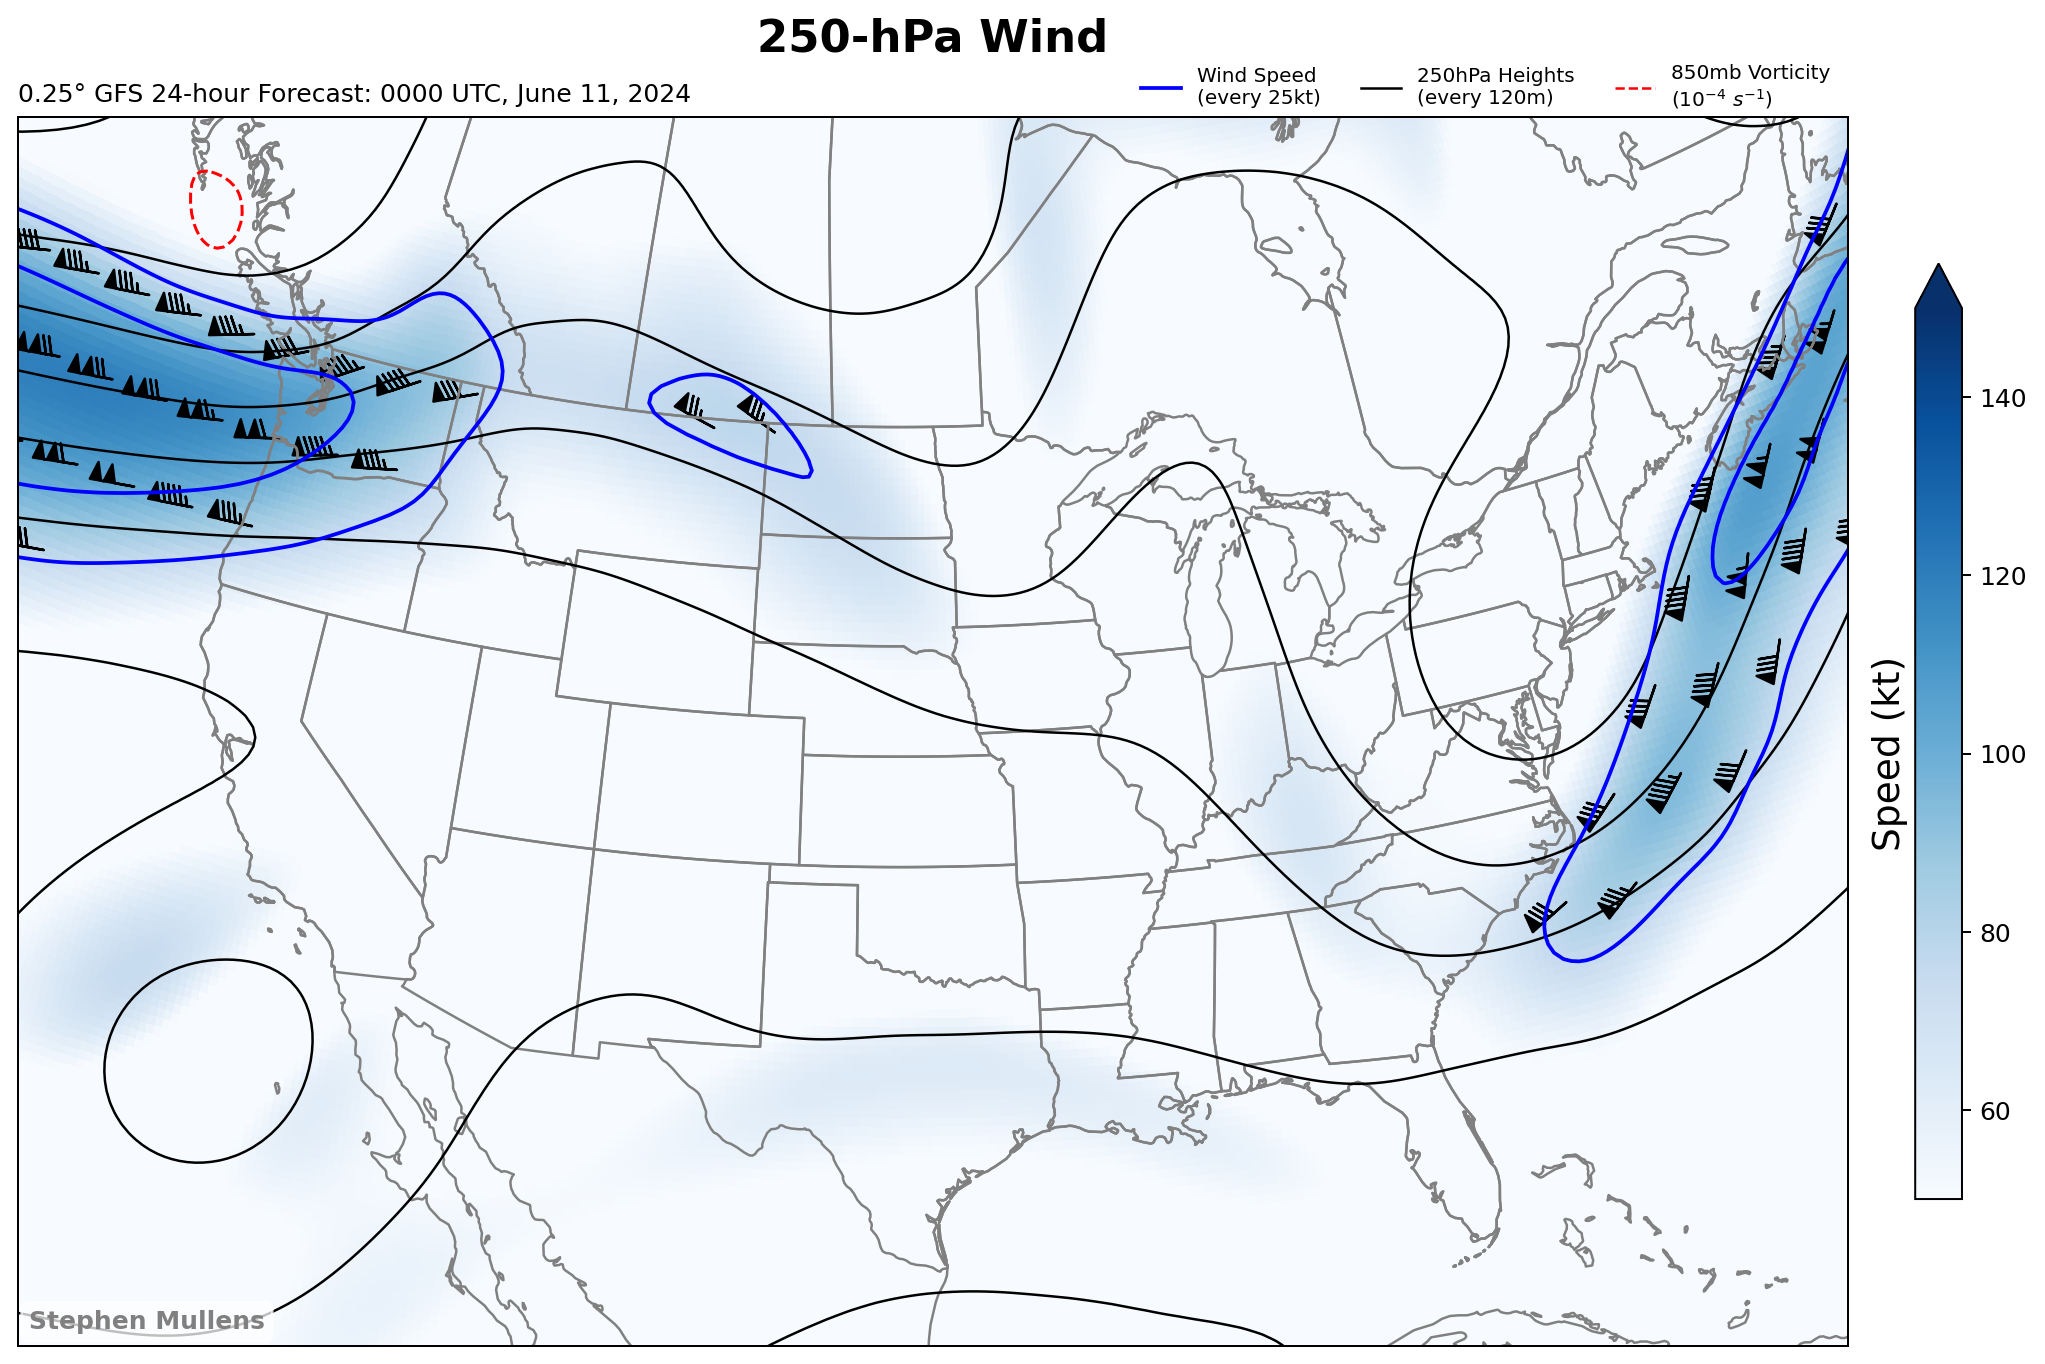 250-hPa Wind
0.25° GFS 24-hour Forecast: 0000 UTC, June 11, 2024
Wind Speed
(every 25kt)
250hPa Heights
(every 120m)
850mb Vorticity
(10⁻⁴ s⁻¹)
140
120
100
80
60
Speed (kt)
Stephen Mullens